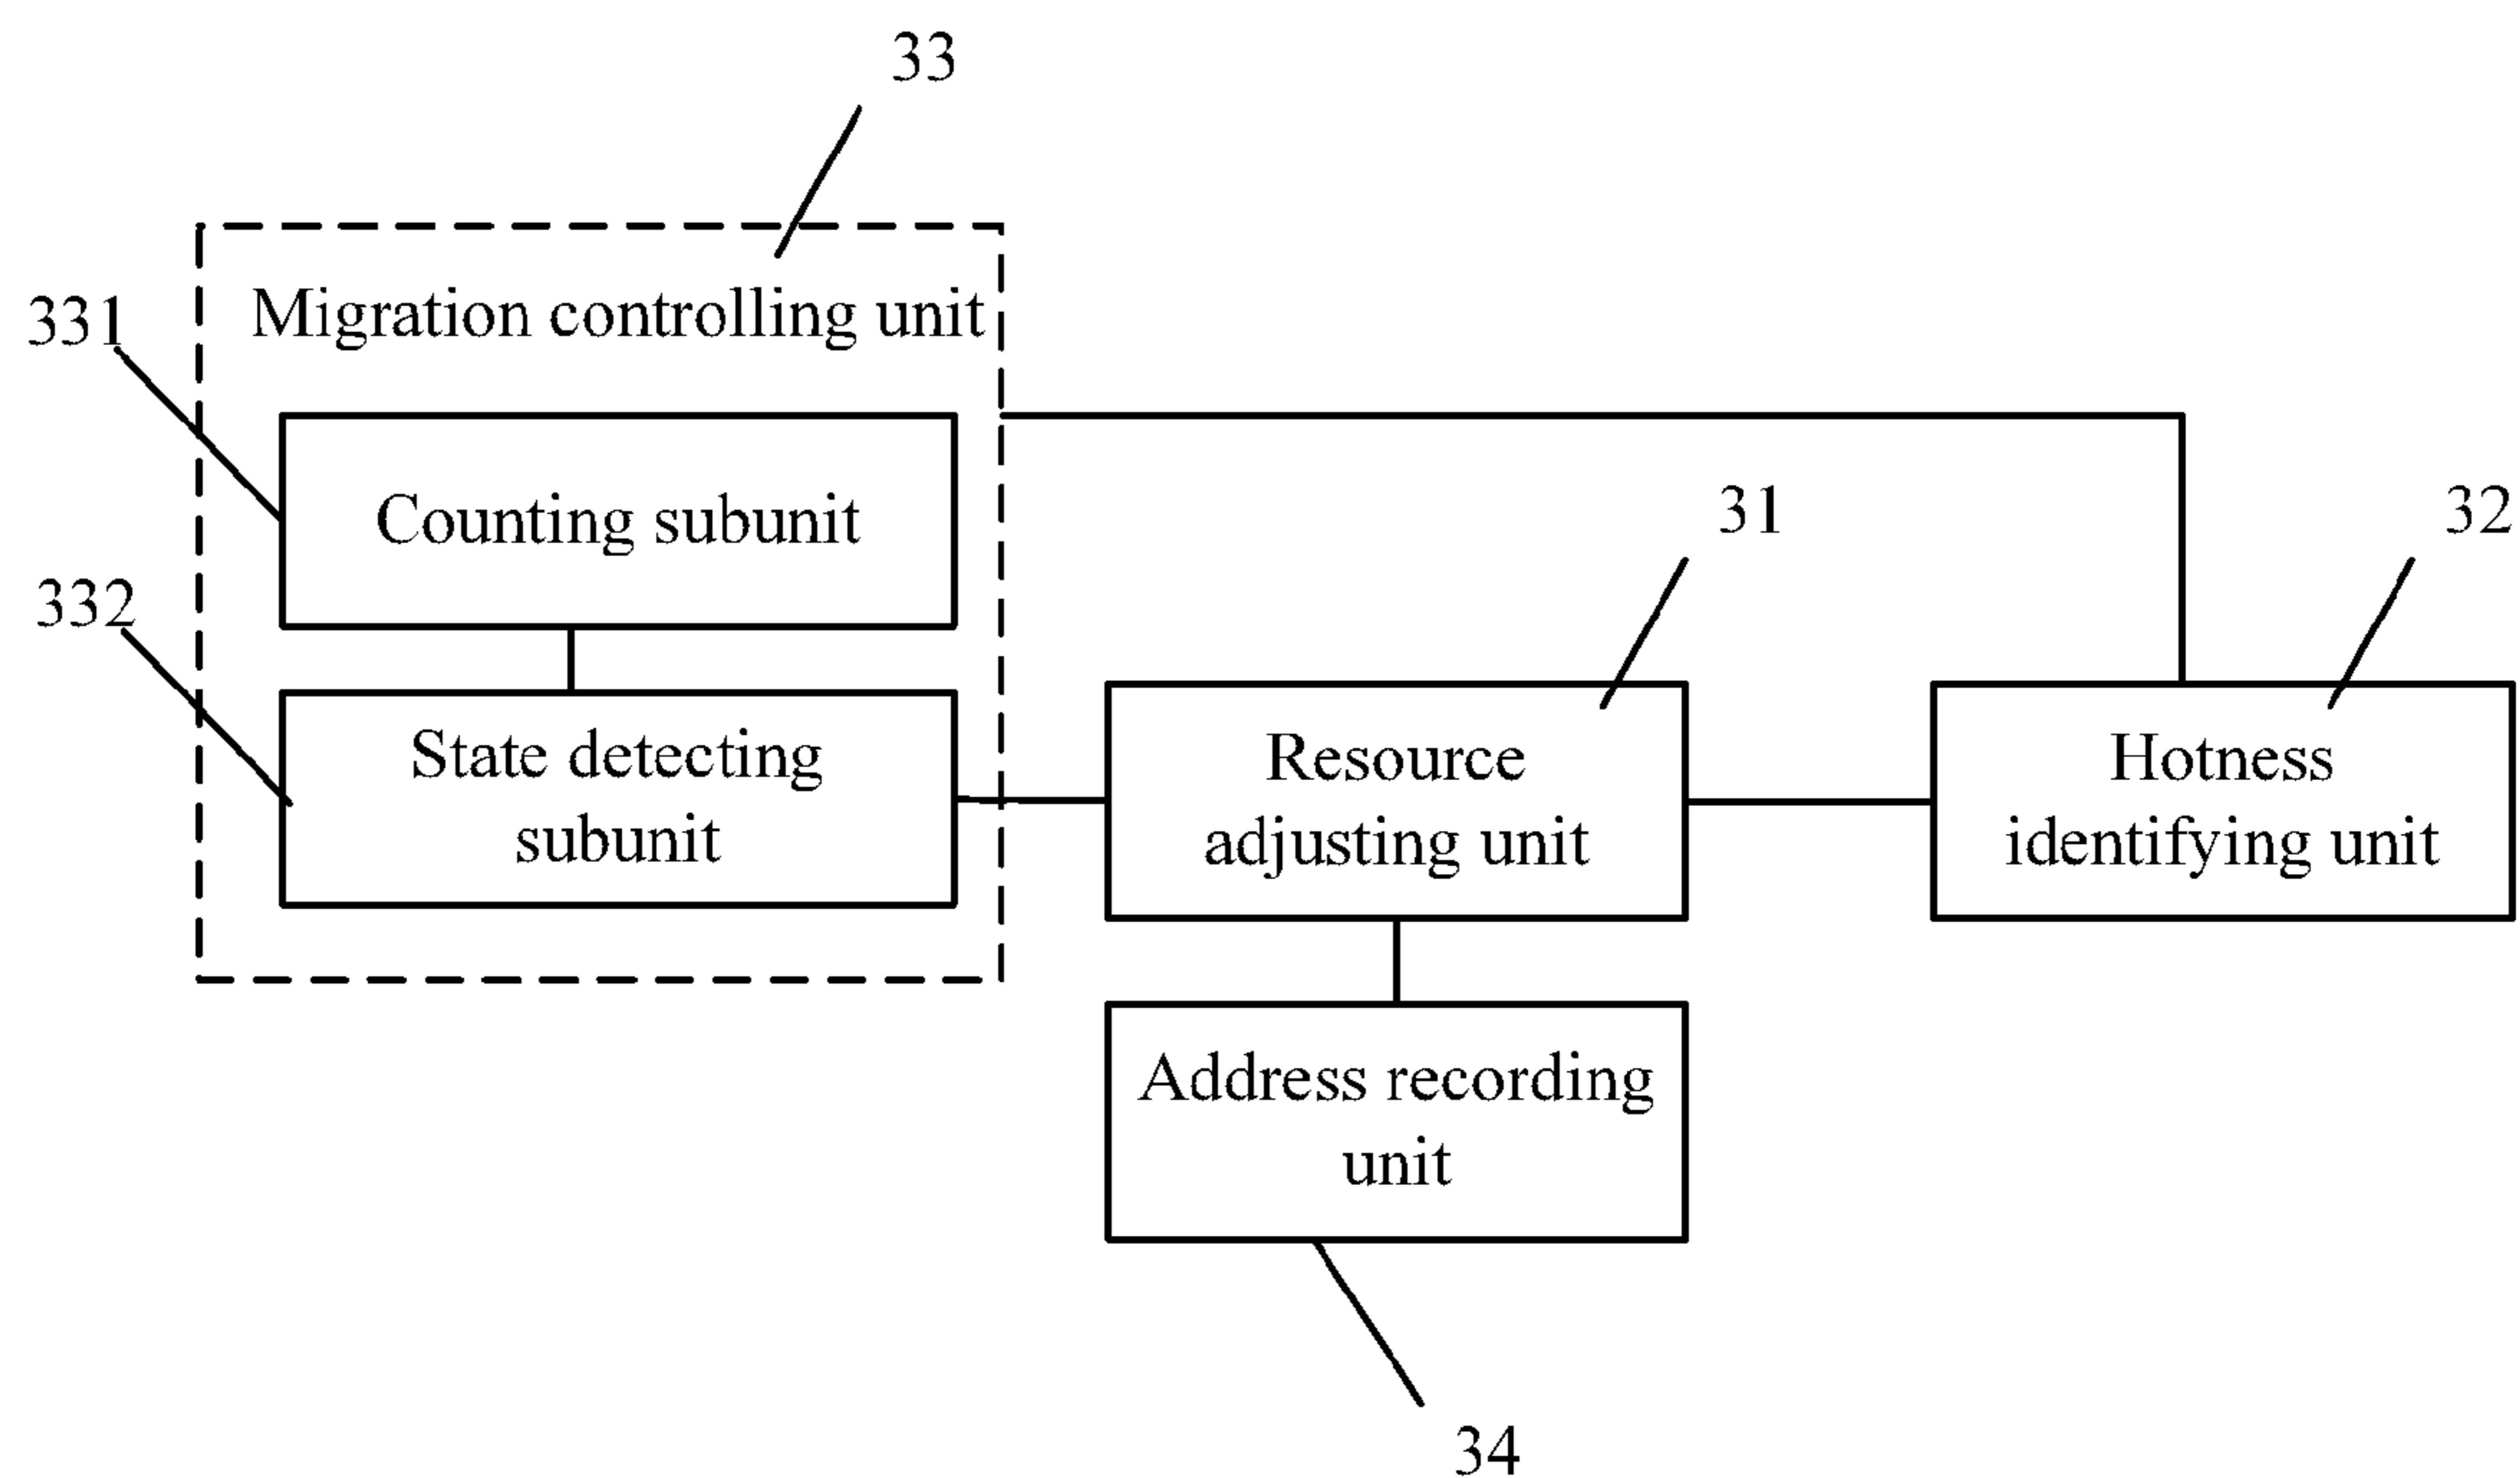 33
331
Migration controlling unit
Counting subunit
332
State detecting
subunit
31
Resource
adjusting unit
32
Hotness
identifying unit
Address recording
unit
34